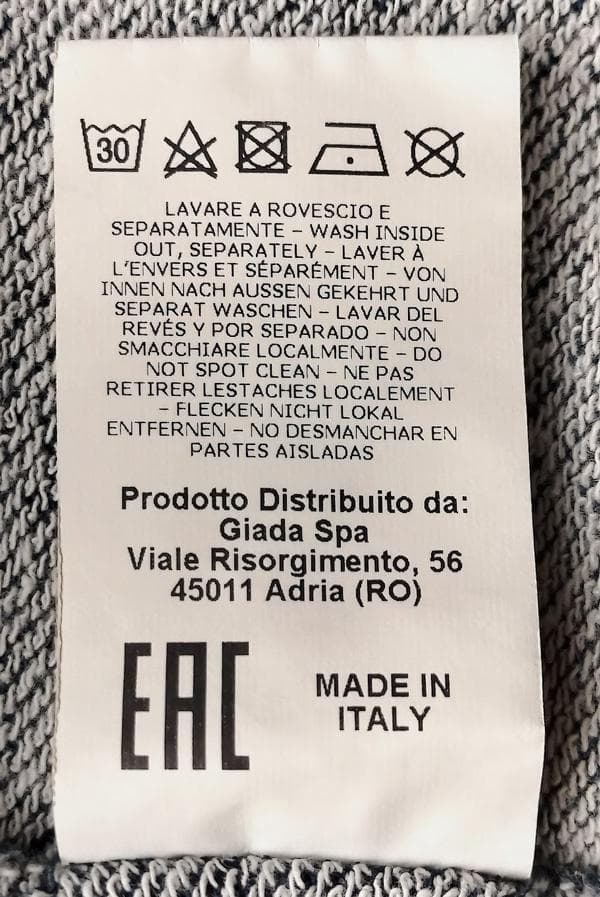 30
LAVARE A ROVESCIO E
SEPARATAMENTE – WASH INSIDE
OUT, SEPARATELY – LAVER À
L'ENVERS ET SÉPARÉMENT – VON
INNEN NACH AUSSEN GEKEHRT UND
SEPARAT WASCHEN – LAVAR DEL
REVÉS Y POR SEPARADO – NON
SMACCHIARE LOCALMENTE – DO
NOT SPOT CLEAN – NE PAS
RETIRER LESTACHES LOCALEMENT
– FLECKEN NICHT LOKAL
ENTFERNEN – NO DESMANCHAR EN
PARTES AISLADAS
Prodotto Distribuito da:
Giada Spa
Viale Risorgimento, 56
45011 Adria (RO)
EAC
MADE IN
ITALY